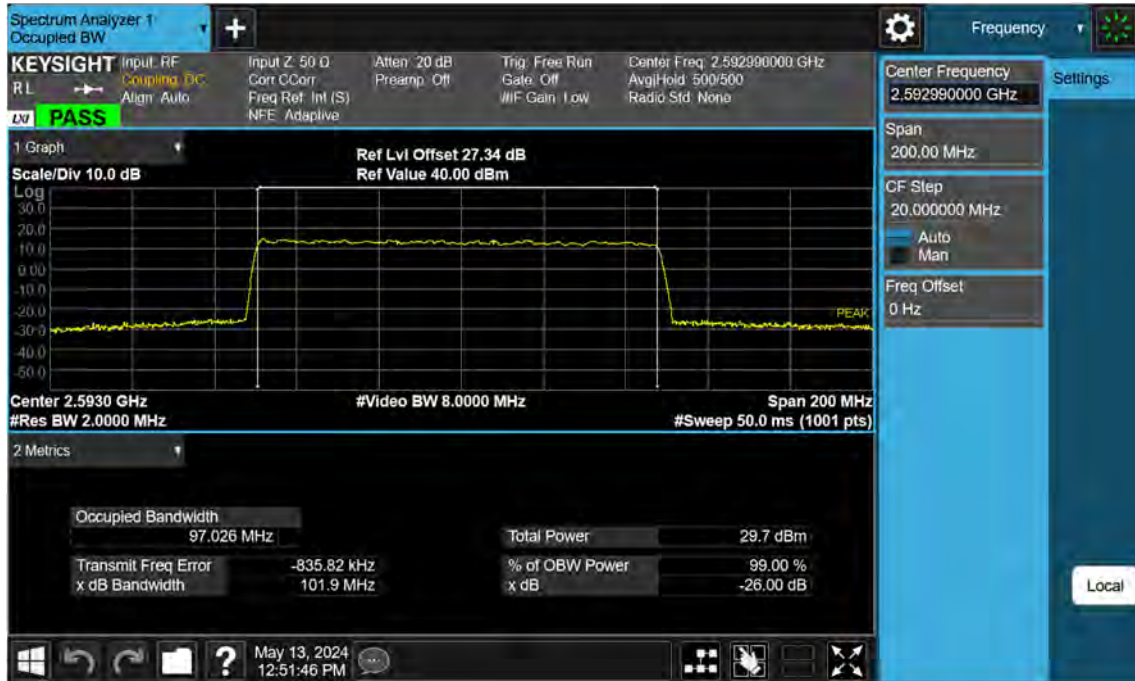 Spectrum Analyzer 1
Occupied BW
+
Frequency
KEYSIGHT
RL
LXI
PASS
Input: RF
Coupling: DC
Align: Auto
Input Z: 50 Ω
Corr CCorr
Freq Ref: Int (S)
NFE: Adaptive
Atten: 20 dB
Preamp: Off
Trig: Free Run
Gate: Off
#IF Gain: Low
Center Freq: 2.592990000 GHz
Avg|Hold: 500/500
Radio Std: None
Center Frequency
2.592990000 GHz
Settings
Span
200.00 MHz
CF Step
20.000000 MHz
Auto
Man
Freq Offset
0 Hz
1 Graph
Scale/Div 10.0 dB
Ref Lvl Offset 27.34 dB
Ref Value 40.00 dBm
Log
30.0
20.0
10.0
0.00
-10.0
-20.0
-30.0
-40.0
-50.0
PEAK
Center 2.5930 GHz
#Res BW 2.0000 MHz
#Video BW 8.0000 MHz
Span 200 MHz
#Sweep 50.0 ms (1001 pts)
2 Metrics
Occupied Bandwidth
97.026 MHz
Total Power 29.7 dBm
Transmit Freq Error -835.82 kHz
% of OBW Power 99.00 %
x dB Bandwidth 101.9 MHz
x dB -26.00 dB
Local
?
May 13, 2024
12:51:46 PM